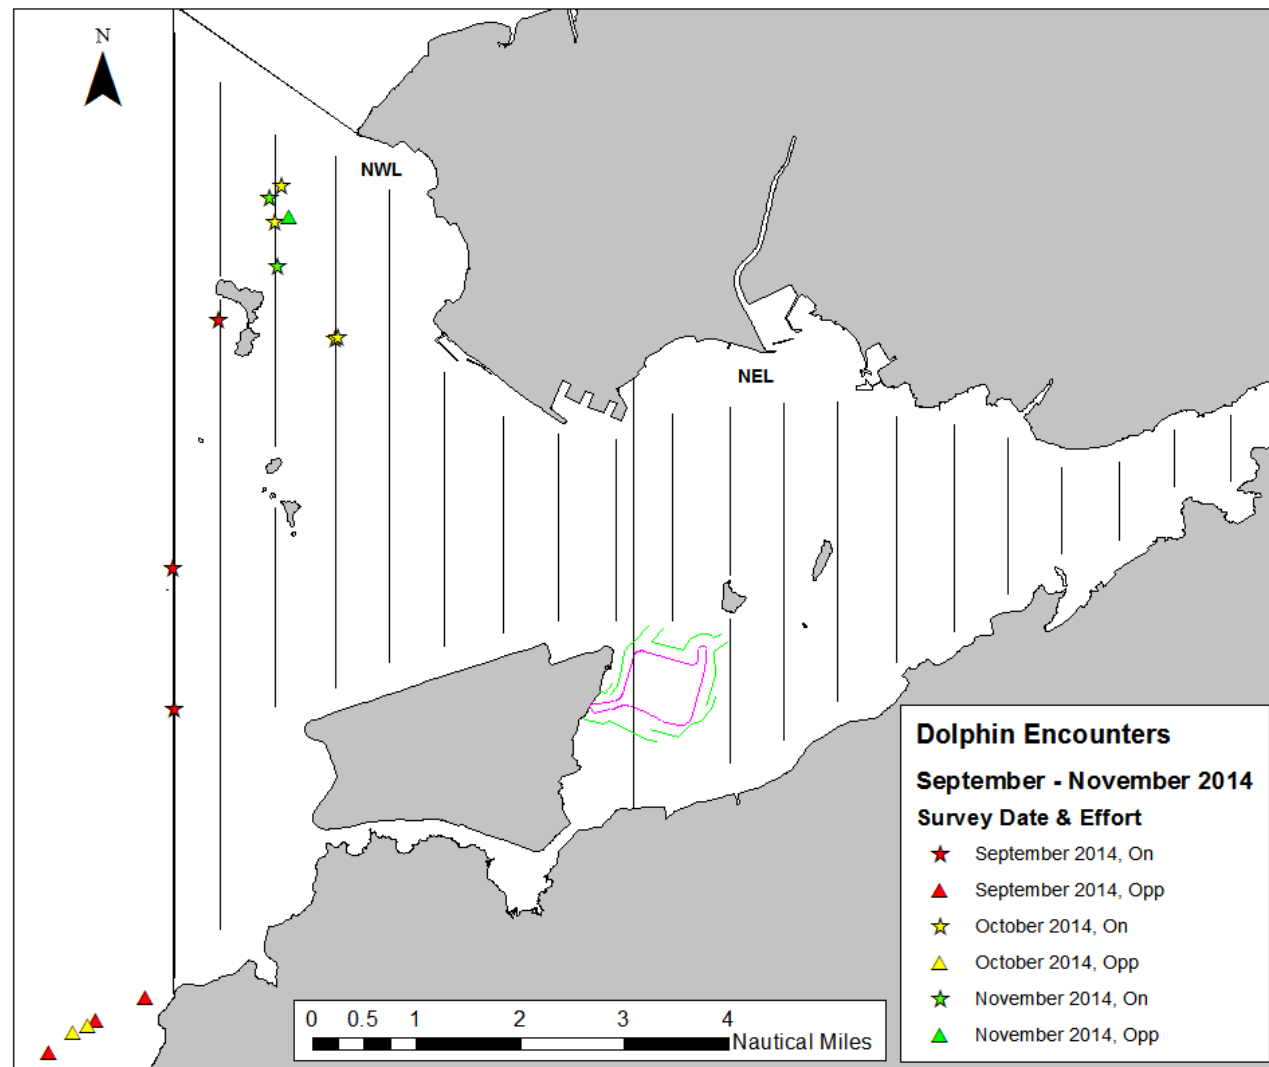 N
NWL
NEL
Dolphin Encounters
September - November 2014
Survey Date & Effort
September 2014, On
September 2014, Opp
October 2014, On
October 2014, Opp
November 2014, On
November 2014, Opp
0 0.5 1 2 3 4
Nautical Miles